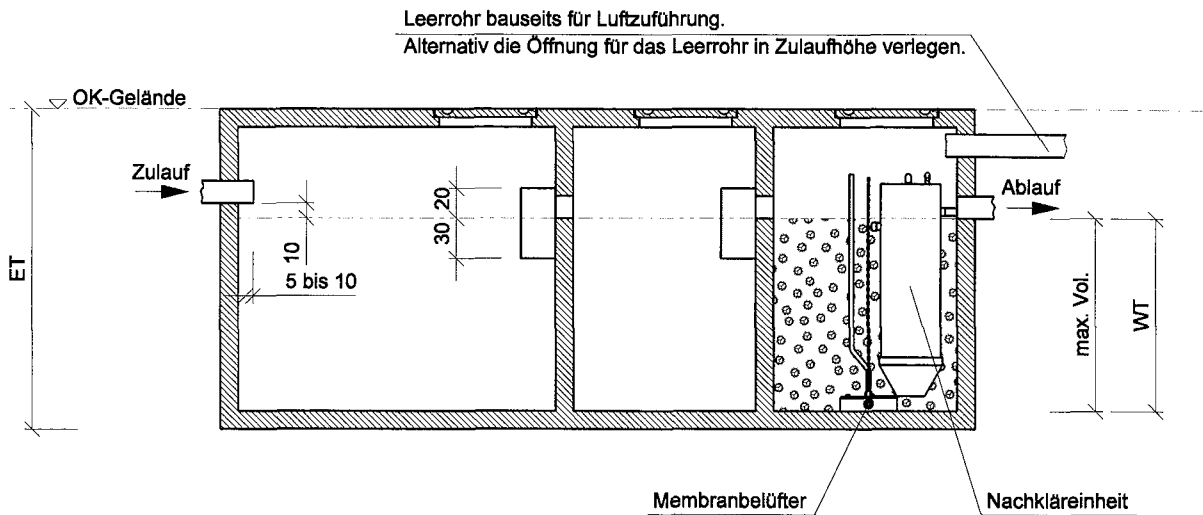 Leerrohr bauseits für Luftzuführung.
Alternativ die Öffnung für das Leerrohr in Zulaufhöhe verlegen.
OK-Gelände
Zulauf
Ablauf
20
30
10
5 bis 10
ET
max. Vol.
WT
Membranbelüfter
Nachkläreinheit